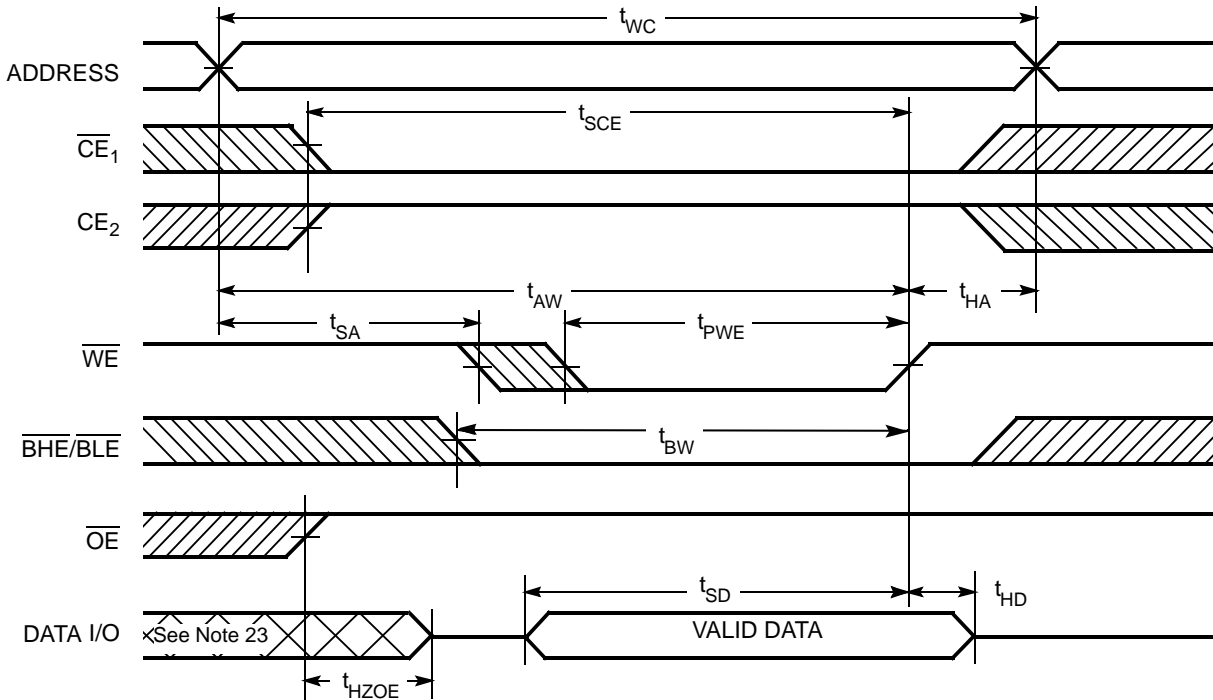 tWC
ADDRESS
tSCE
CE1
CE2
tAW
tHA
tSA
tPWE
WE
BHE/BLE
tBW
OE
tSD
tHD
DATA I/O
See Note 23
VALID DATA
tHZOE